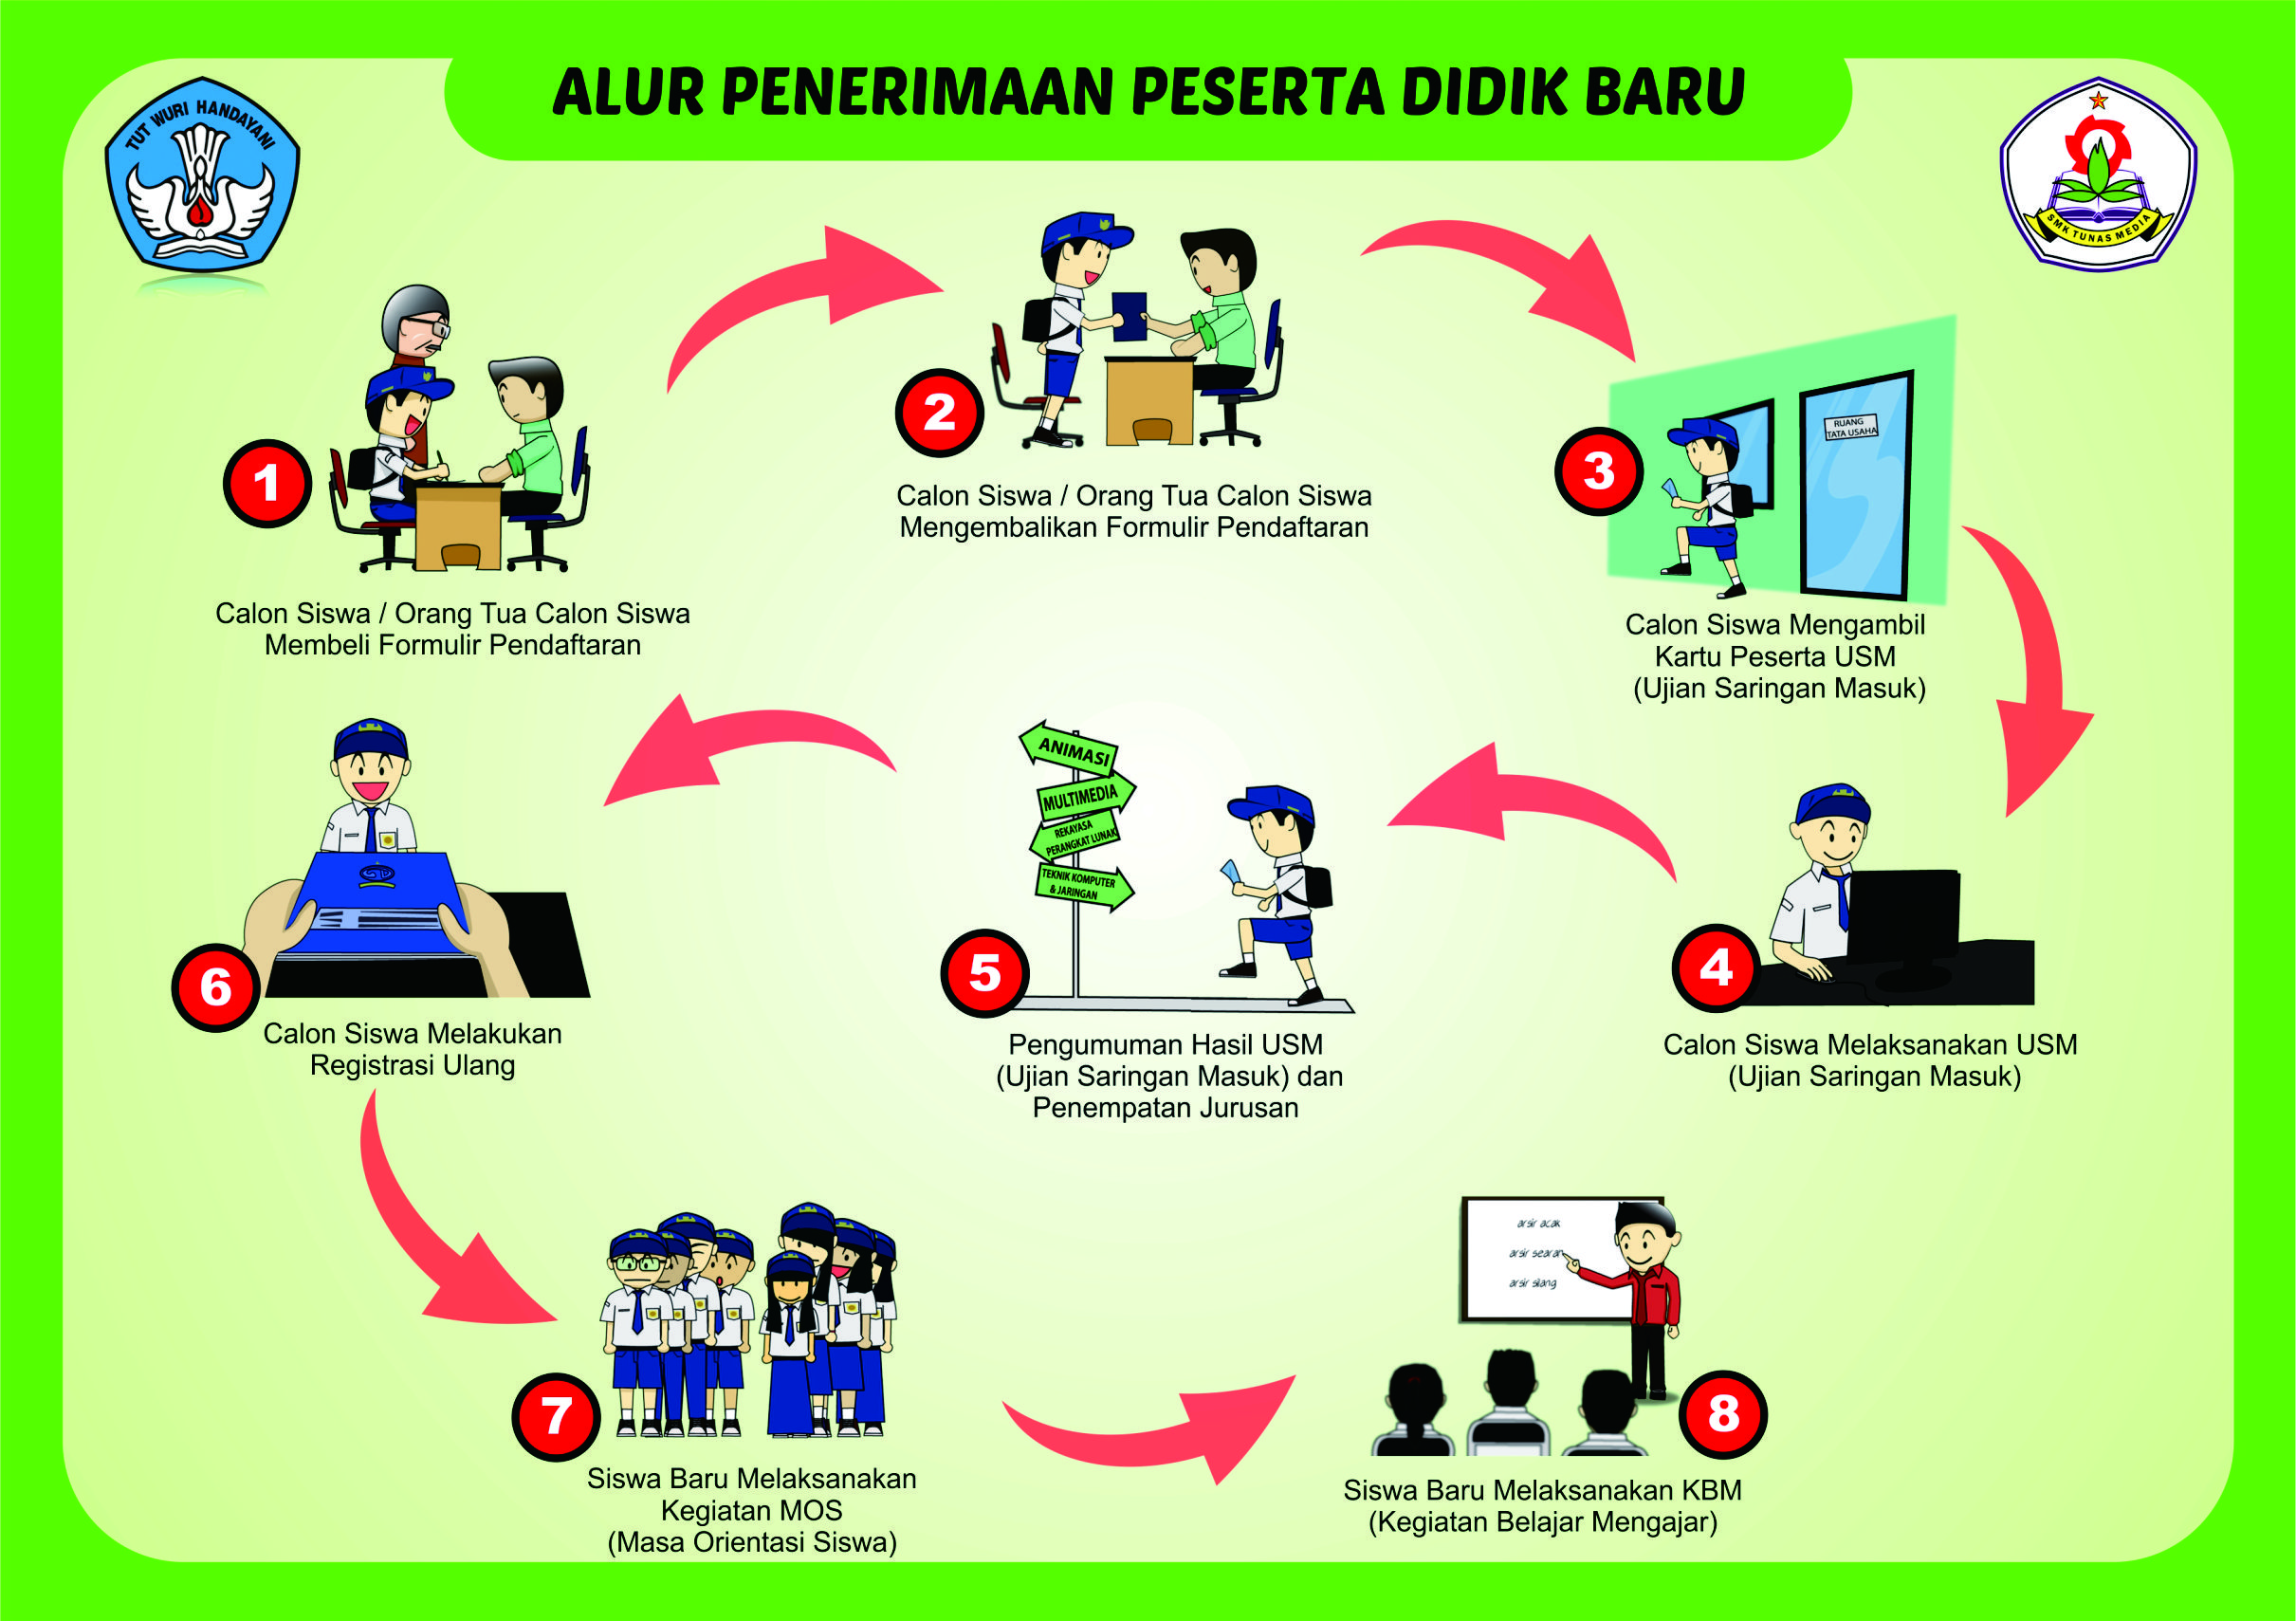 ALUR PENERIMAAN PESERTA DIDIK BARU
TUT WURI HANDAYANI
SMK TUNAS MEDIA
1
Calon Siswa / Orang Tua Calon Siswa
Membeli Formulir Pendaftaran
2
Calon Siswa / Orang Tua Calon Siswa
Mengembalikan Formulir Pendaftaran
RUANG
TATA USAHA
3
Calon Siswa Mengambil
Kartu Peserta USM
(Ujian Saringan Masuk)
4
Calon Siswa Melaksanakan USM
(Ujian Saringan Masuk)
ANIMASI
MULTIMEDIA
REKAYASA
PERANGKAT LUNAK
TEKNIK KOMPUTER
& JARINGAN
5
Pengumuman Hasil USM
(Ujian Saringan Masuk) dan
Penempatan Jurusan
6
Calon Siswa Melakukan
Registrasi Ulang
7
Siswa Baru Melaksanakan
Kegiatan MOS
(Masa Orientasi Siswa)
arsir acak
arsir searah
arsir silang
8
Siswa Baru Melaksanakan KBM
(Kegiatan Belajar Mengajar)